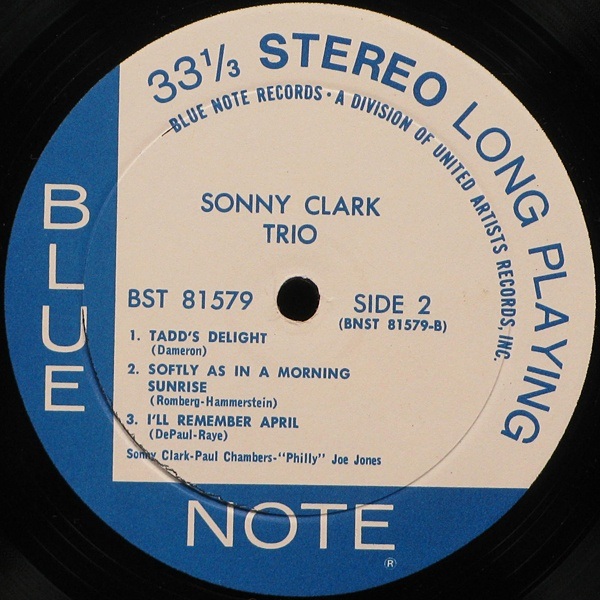 33⅓ STEREO LONG PLAYING
BLUE NOTE RECORDS · A DIVISION OF UNITED ARTISTS RECORDS, INC.
SONNY CLARK
TRIO
BST 81579
SIDE 2
(BNST 81579-B)
1. TADD'S DELIGHT
(Dameron)
2. SOFTLY AS IN A MORNING
SUNRISE
(Romberg-Hammerstein)
3. I'LL REMEMBER APRIL
(DePaul-Raye)
Sonny Clark-Paul Chambers-"Philly" Joe Jones
BLUE
NOTE
®